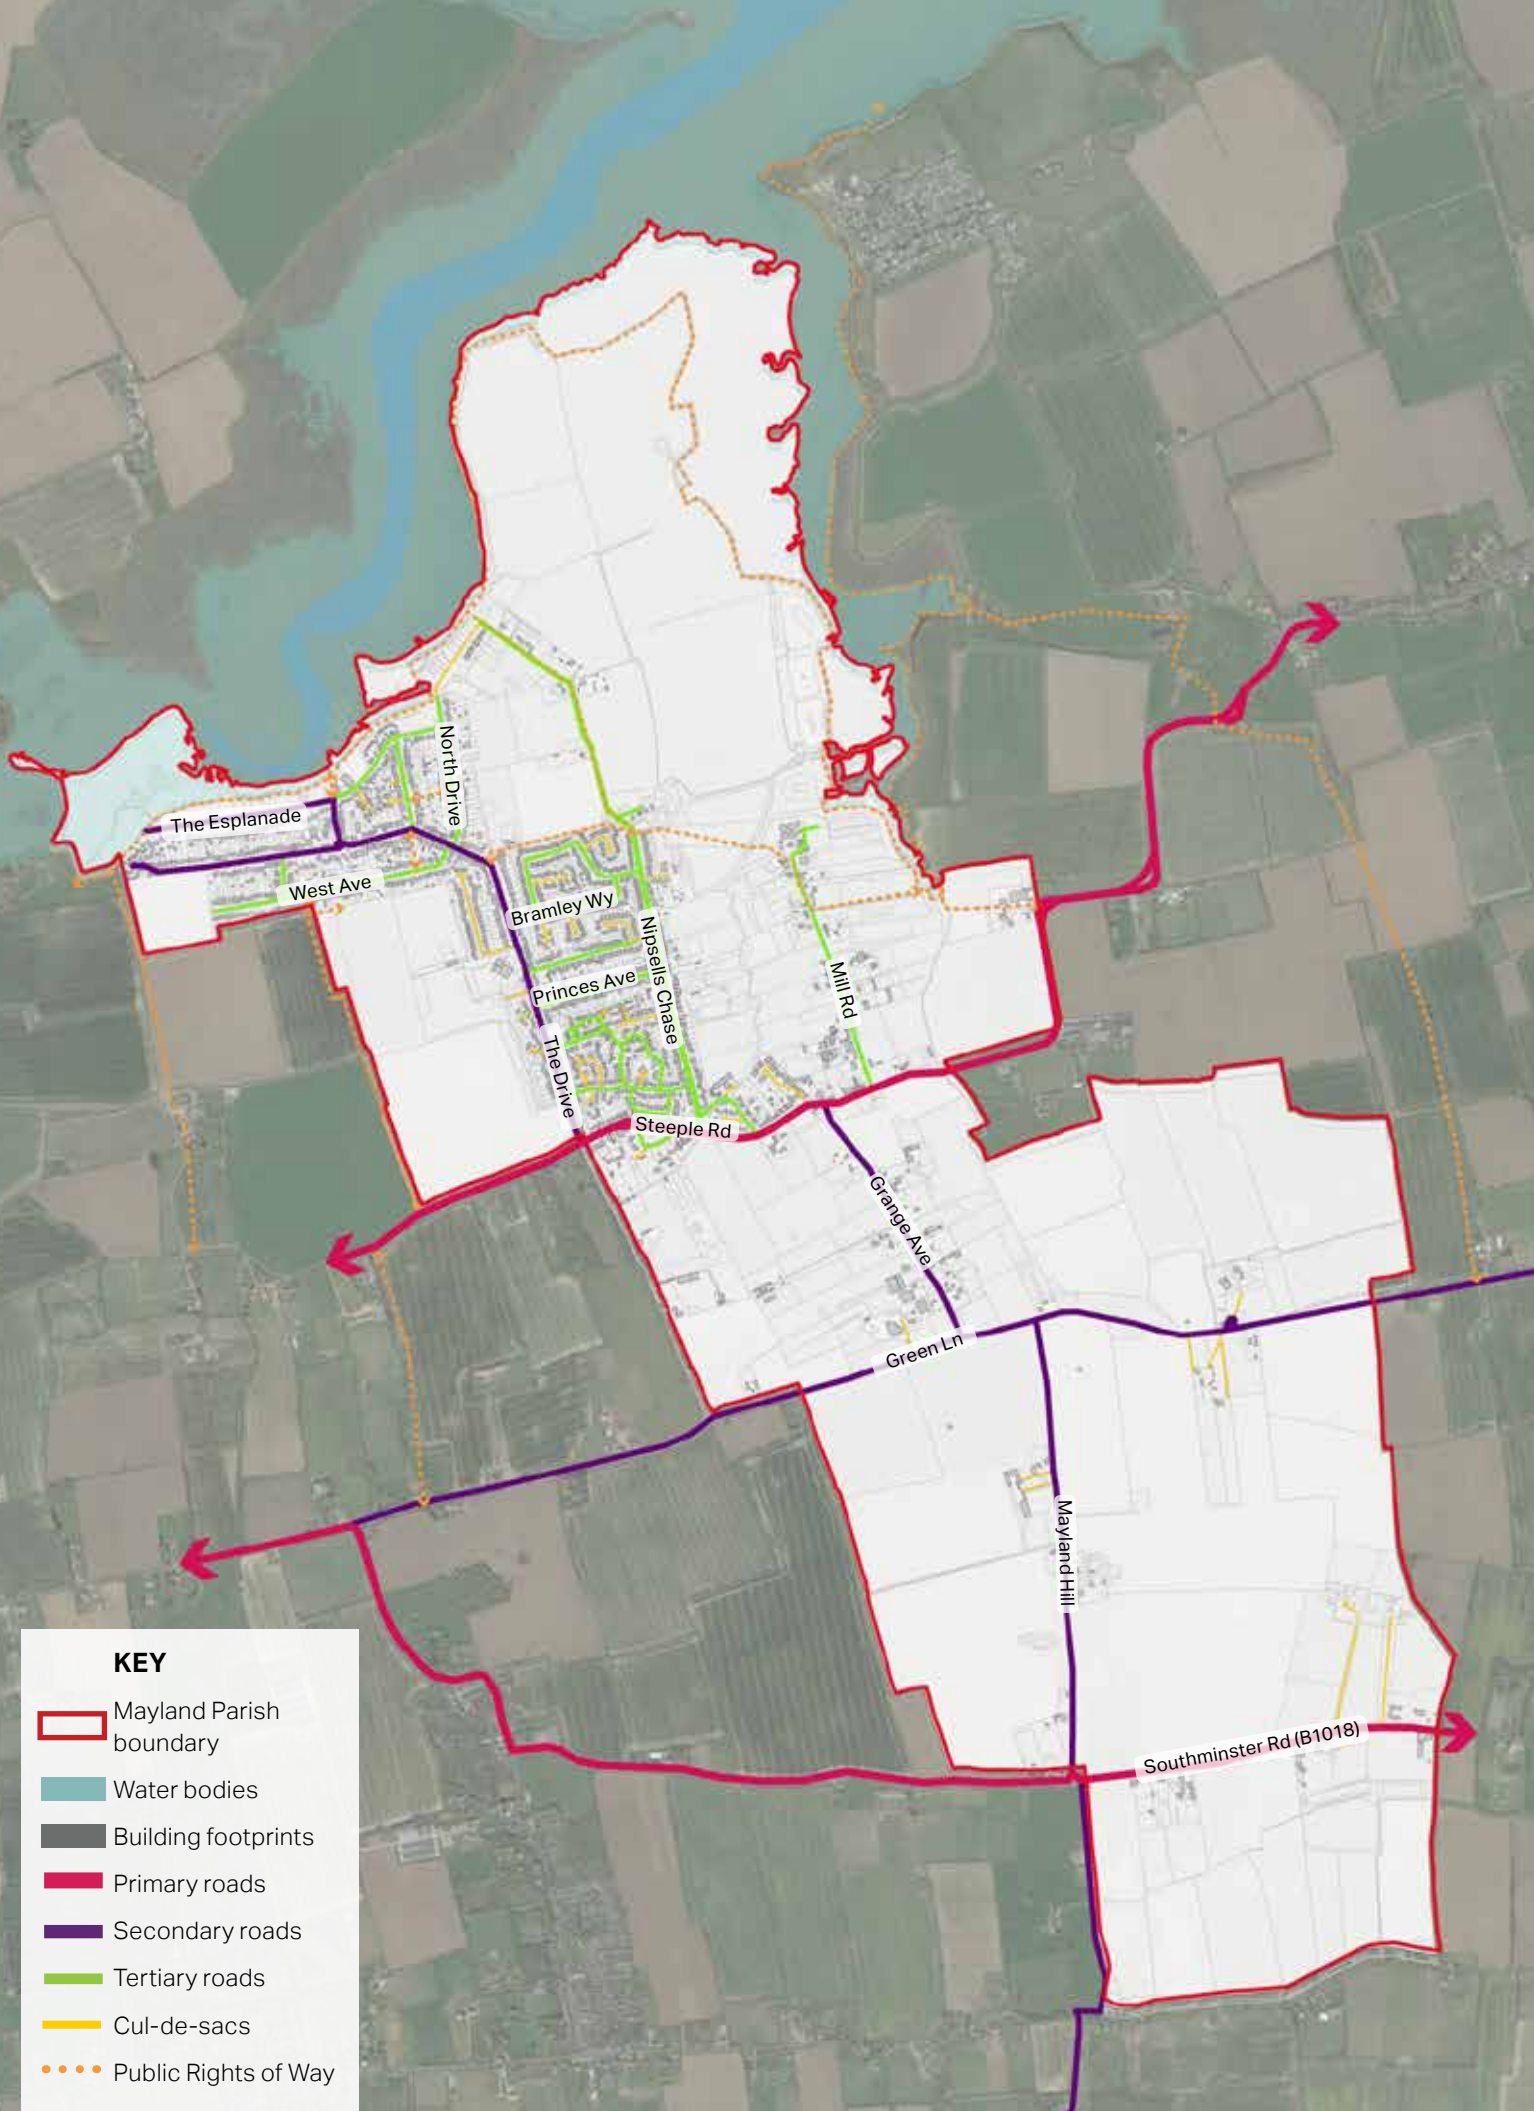 North Drive
The Esplanade
West Ave
Bramley Wy
Nipsells Chase
Princes Ave
Mill Rd
The Drive
Steeple Rd
Grange Ave
Green Ln
Mayland Hill
Southminster Rd (B1018)
KEY
Mayland Parish
boundary
Water bodies
Building footprints
Primary roads
Secondary roads
Tertiary roads
Cul-de-sacs
Public Rights of Way